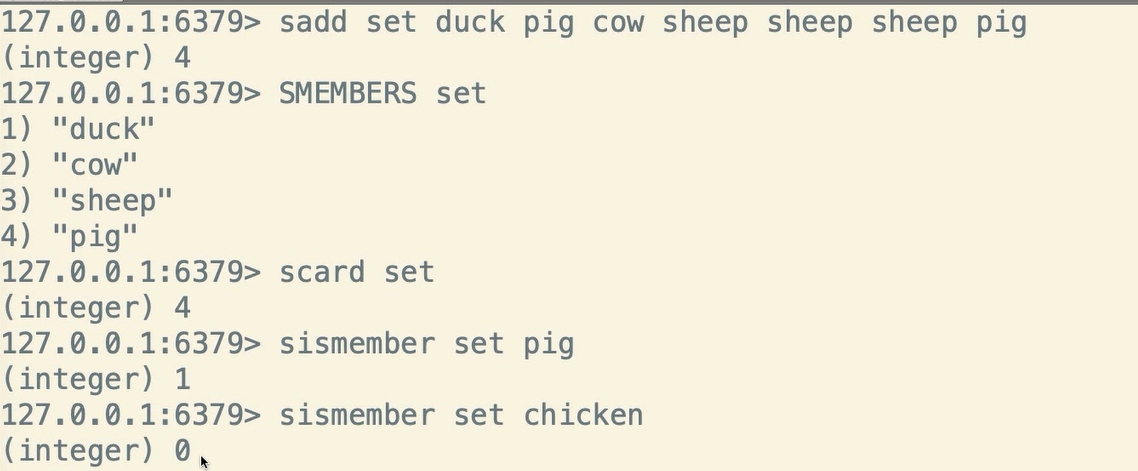 127.0.0.1:6379> sadd set duck pig cow sheep sheep sheep pig
(integer) 4
127.0.0.1:6379> SMEMBERS set
1) "duck"
2) "cow"
3) "sheep"
4) "pig"
127.0.0.1:6379> scard set
(integer) 4
127.0.0.1:6379> sismember set pig
(integer) 1
127.0.0.1:6379> sismember set chicken
(integer) 0